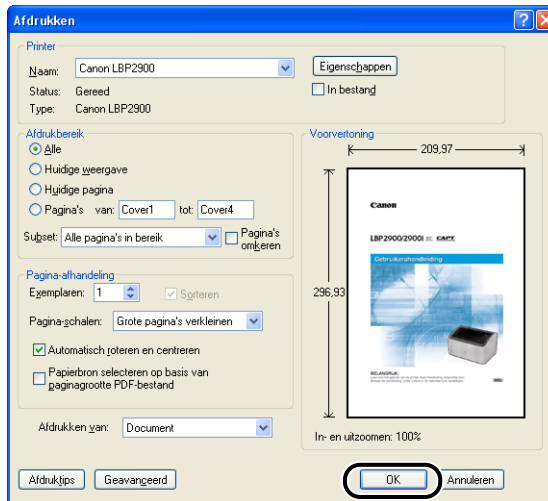 Afdrukken
Printer
Naam: Canon LBP2900 Eigenschappen
Status: Gereed In bestand
Type: Canon LBP2900
Afdrukbereik
Alle
Huidige weergave
Huidige pagina
Pagina's van: Cover1 tot: Cover4
Subset: Alle pagina's in bereik Pagina's omkeren
Pagina-afhandeling
Exemplaren: 1 Sorteren
Pagina-schalen: Grote pagina's verkleinen
Automatisch roteren en centreren
Papierbron selecteren op basis van
paginagrootte PDF-bestand
Afdrukken van: Document
Voorvertoning
209,97
296,93
Canon
LBP2900/2900i CAPT
Gebruikershandleiding
BELANGRIJK:
In- en uitzoomen: 100%
Afdruktips Geavanceerd OK Annuleren